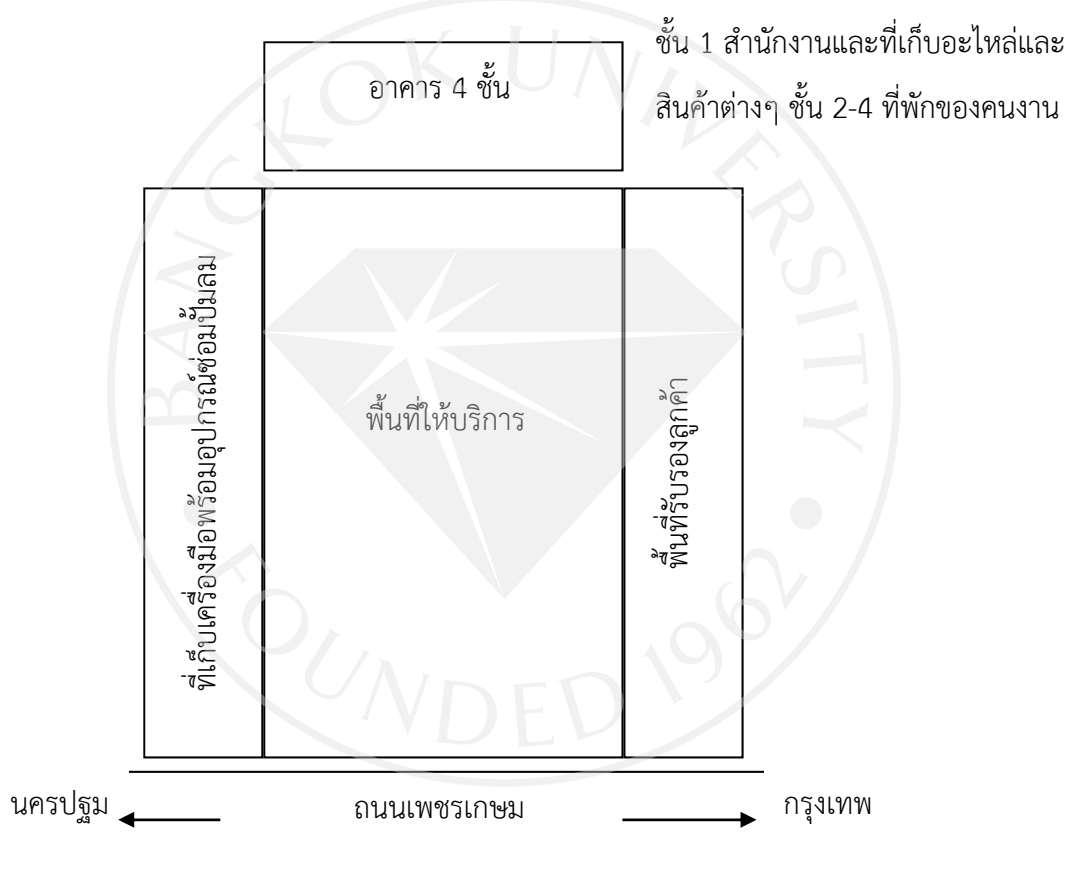 ชั้น 1 สำนักงานและที่เก็บอะไหล่และ
สินค้าต่างๆ ชั้น 2-4 ที่พักของคนงาน
อาคาร 4 ชั้น
ที่เก็บเครื่องมือพร้อมอุปกรณ์ซ่อมปั้มลม
พื้นที่ให้บริการ
พื้นที่รับรองลูกค้า
นครปฐม
ถนนเพชรเกษม
กรุงเทพ
BANGKOK UNIVERSITY
FOUNDED 1962